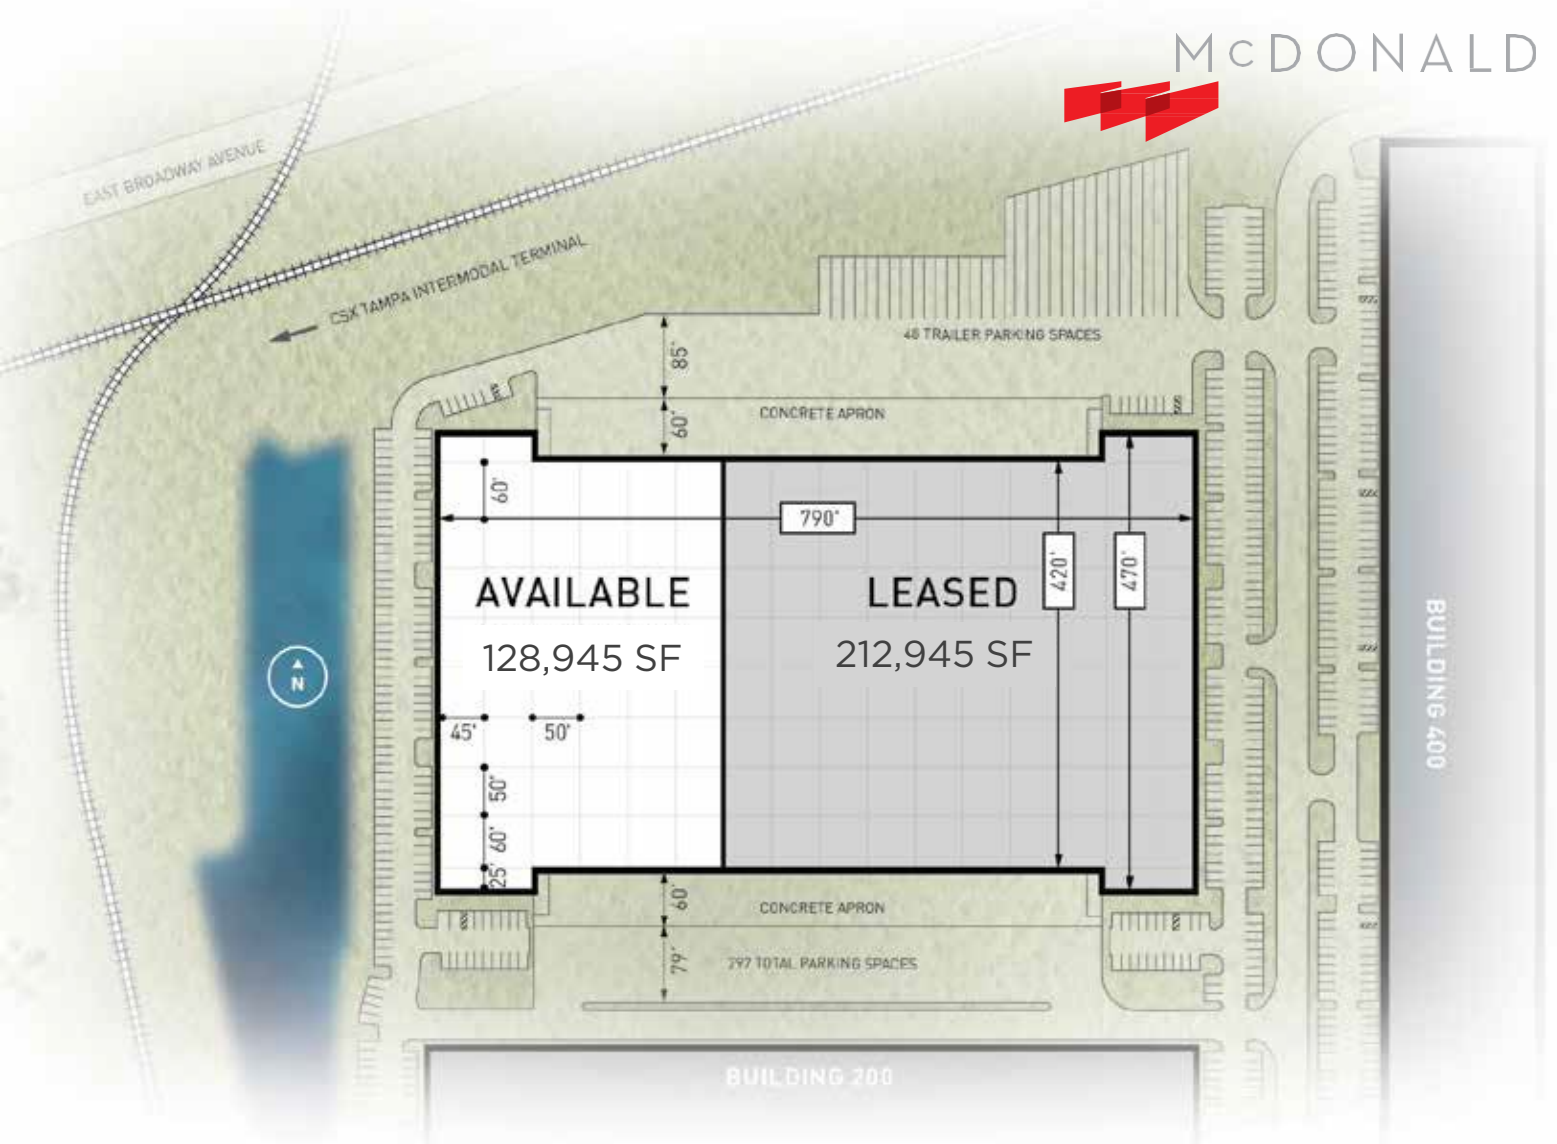 McDONALD
EAST BROADWAY AVENUE
CSX TAMPA INTERMODAL TERMINAL
48 TRAILER PARKING SPACES
85'
60'
CONCRETE APRON
60'
790'
420'
470'
AVAILABLE
128,945 SF
LEASED
212,945 SF
N
45'
50'
50'
60'
25'
60'
CONCRETE APRON
79'
297 TOTAL PARKING SPACES
BUILDING 200
BUILDING 400